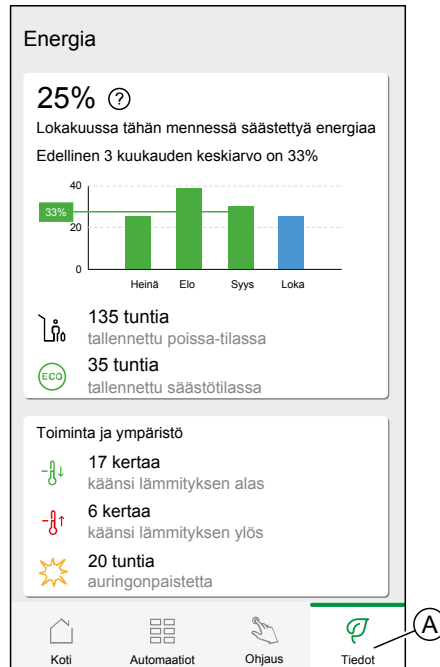 Energia
25% ?
Lokakuussa tähän mennessä säästettyä energiaa
Edellinen 3 kuukauden keskiarvo on 33%
40
33%
20
0
Heinä Elo Syys Loka
135 tuntia
tallennettu poissa-tilassa
ECO
35 tuntia
tallennettu säästötilassa
Toiminta ja ympäristö
17 kertaa
käänsi lämmityksen alas
6 kertaa
käänsi lämmityksen ylös
20 tuntia
auringonpaistetta
A
Koti Automaatiot Ohjaus Tiedot